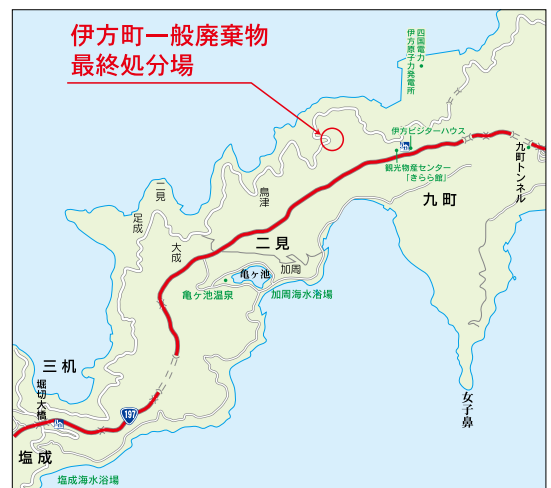 伊方町一般廃棄物
最終処分場
四国電力
伊方原子力発電所
伊方ビジターハウス
観光物産センター
「きらら館」
九町トンネル
九町
二見
鳥津
足成
大成
二見
加周
亀ヶ池
亀ヶ池温泉
加周海水浴場
三机
堀切大橋
197
女子鼻
塩成
塩成海水浴場